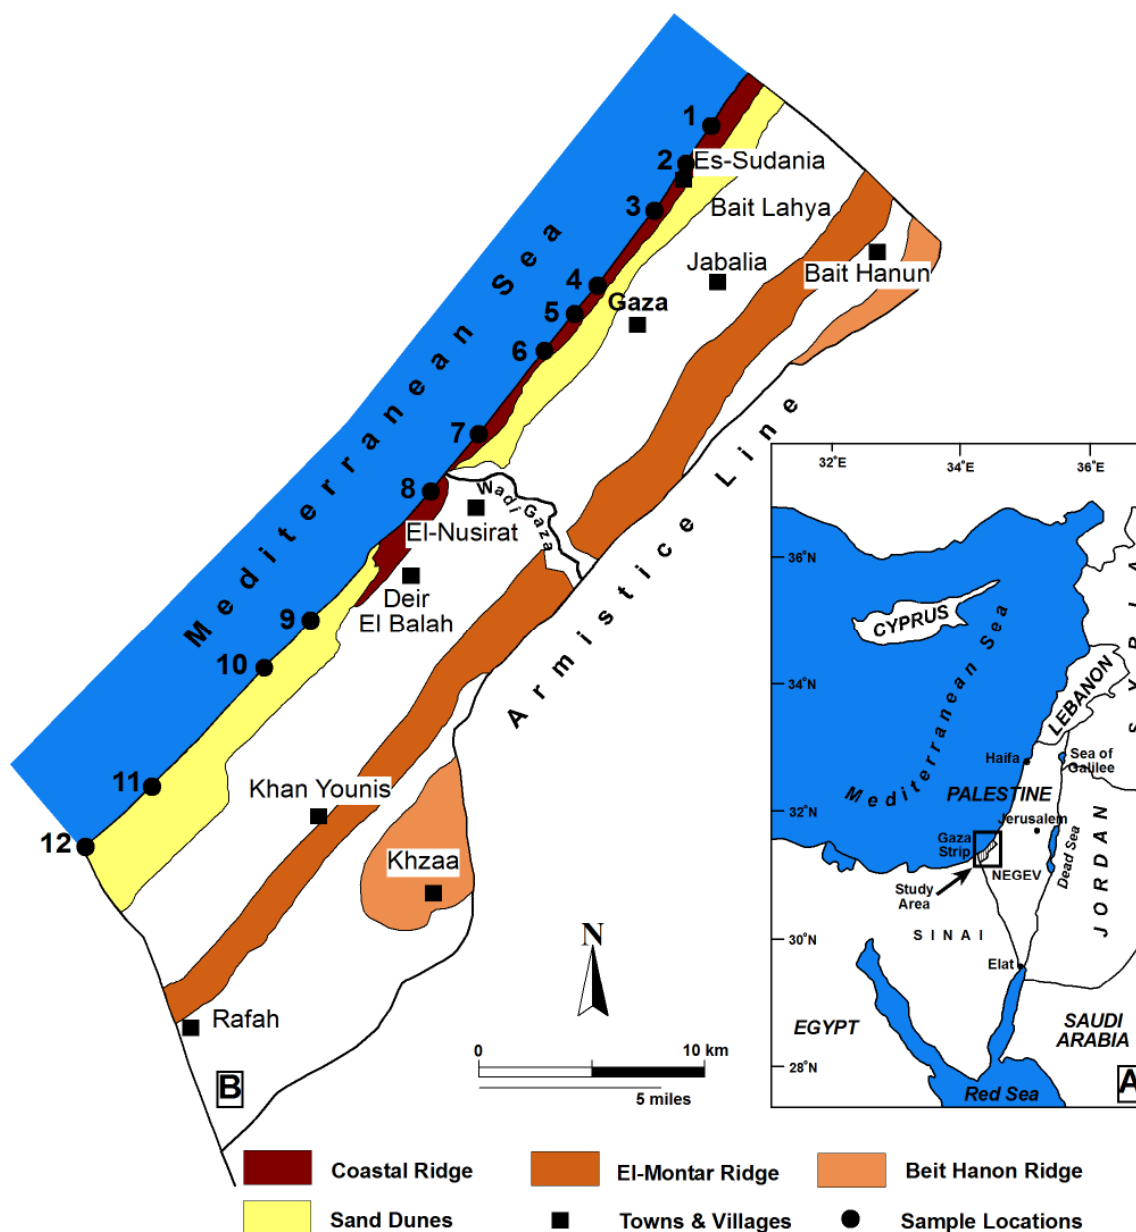 1
2
Es-Sudania
3
Bait Lahya
4
Jabalia
Bait Hanun
5
Gaza
6
7
8
Mediterranean Sea
Wadi Gaza
El-Nusirat
Deir
El Balah
9
10
11
12
Armistice Line
Khan Younis
Khzaa
Rafah
N
0 10 km
5 miles
B
32°E 34°E 36°E
36°N
34°N
32°N
30°N
28°N
CYPRUS
Mediterranean Sea
LEBANON
SYRIA
Haifa
Sea of
Galilee
PALESTINE
Jerusalem
Gaza
Strip
Dead Sea
NEGEV
Study
Area
JORDAN
SINAI
Elat
EGYPT
SAUDI
ARABIA
Red Sea
A
Coastal Ridge El-Montar Ridge Beit Hanon Ridge
Sand Dunes Towns & Villages Sample Locations